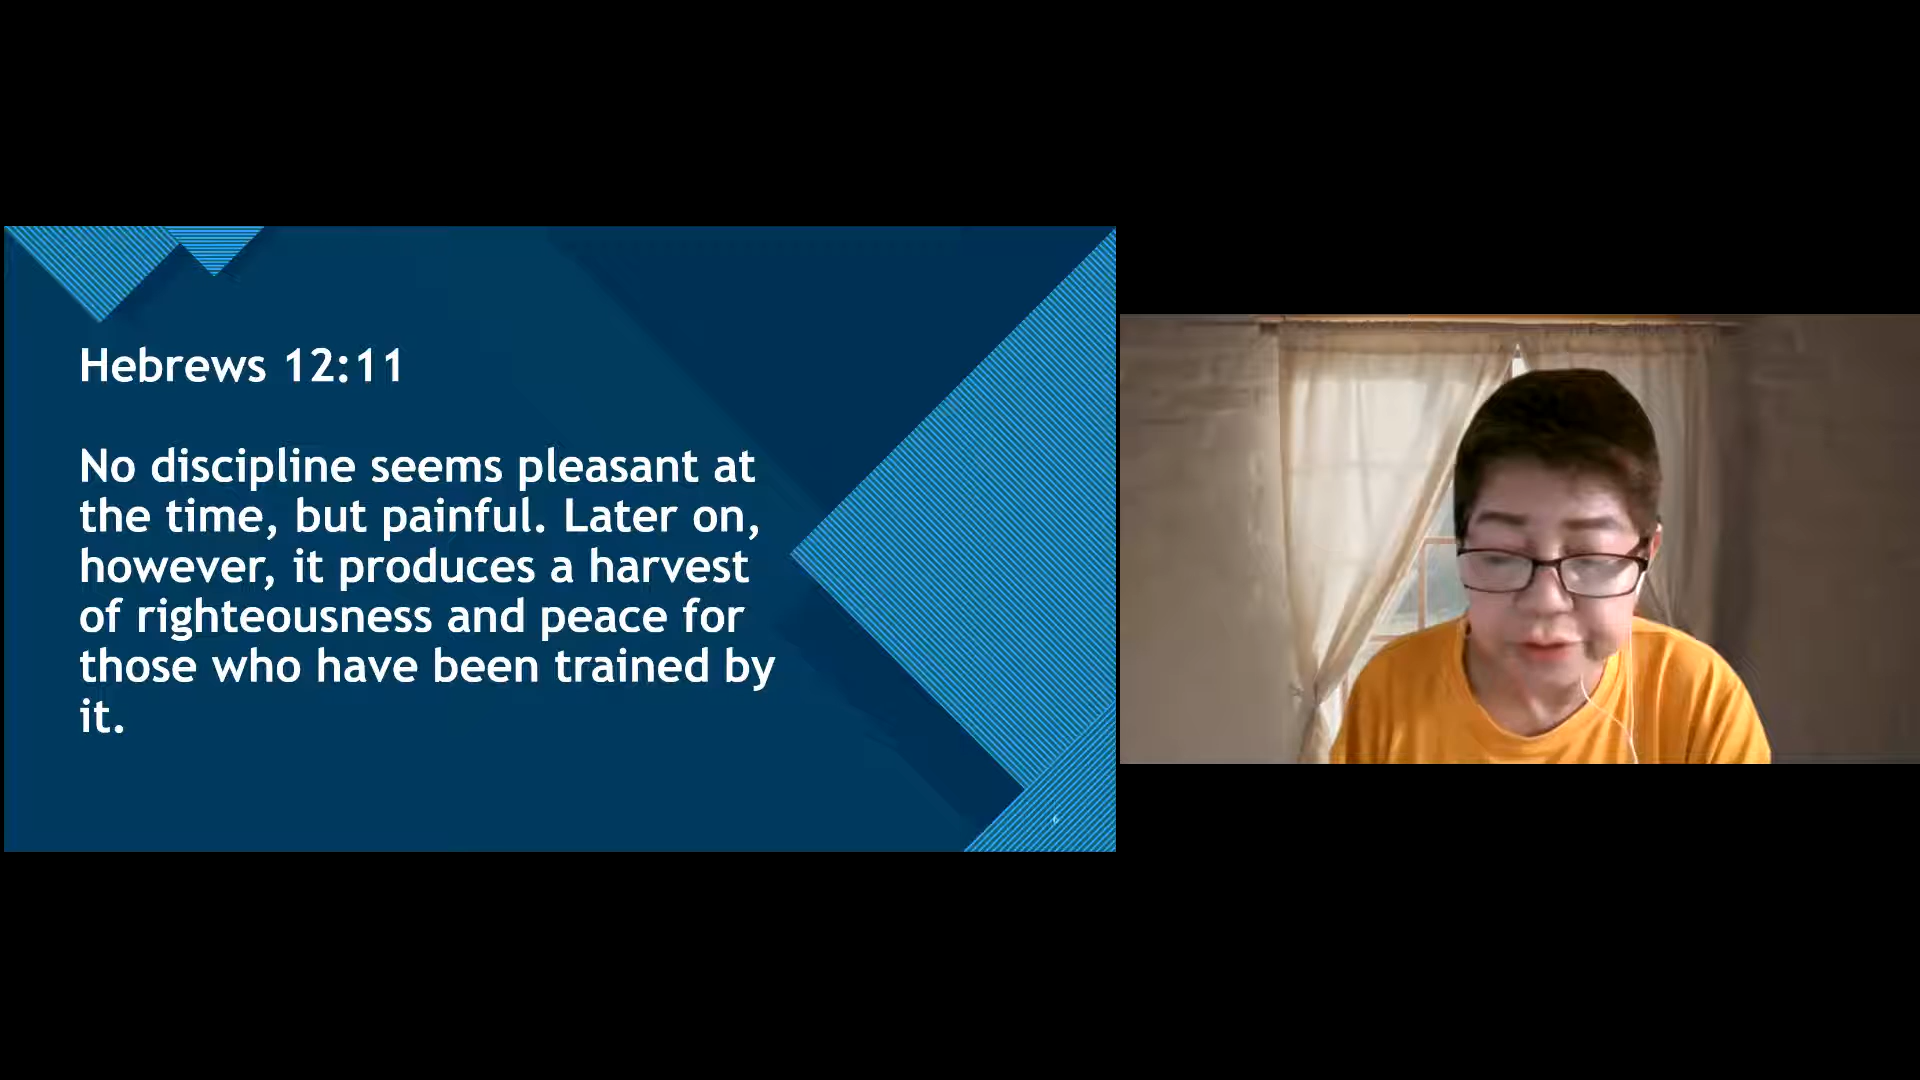 Hebrews 12:11
No discipline seems pleasant at
the time, but painful. Later on,
however, it produces a harvest
of righteousness and peace for
those who have been trained by
it.
6